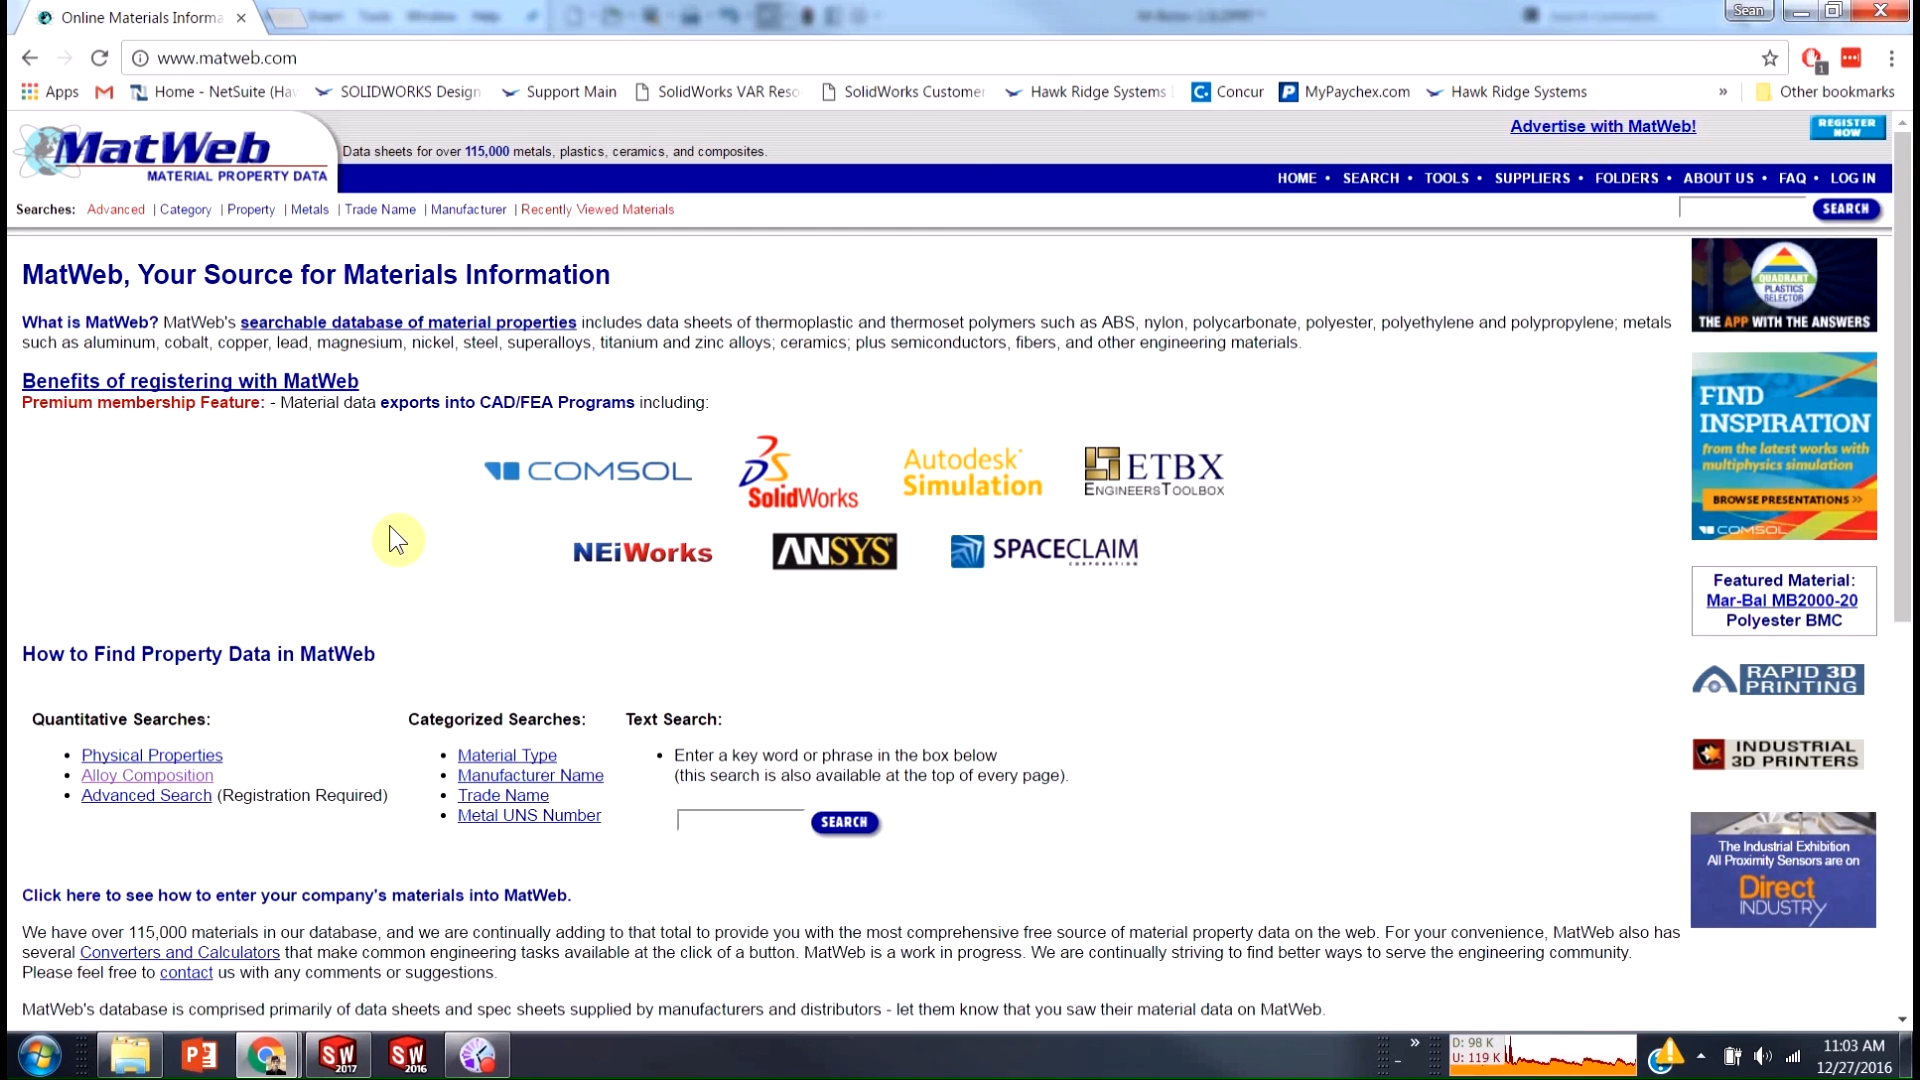 Online Materials Informa
Sean
www.matweb.com
1
Apps
Home - NetSuite (Haw
SOLIDWORKS Design
Support Main
SolidWorks VAR Reso
SolidWorks Customer
Hawk Ridge Systems
Concur
MyPaychex.com
Hawk Ridge Systems
»
Other bookmarks
MatWeb
MATERIAL PROPERTY DATA
Data sheets for over 115,000 metals, plastics, ceramics, and composites.
Advertise with MatWeb!
REGISTER
NOW
HOME • SEARCH • TOOLS • SUPPLIERS • FOLDERS • ABOUT US • FAQ • LOG IN
Searches: Advanced | Category | Property | Metals | Trade Name | Manufacturer | Recently Viewed Materials
SEARCH
MatWeb, Your Source for Materials Information
What is MatWeb? MatWeb's searchable database of material properties includes data sheets of thermoplastic and thermoset polymers such as ABS, nylon, polycarbonate, polyester, polyethylene and polypropylene; metals
such as aluminum, cobalt, copper, lead, magnesium, nickel, steel, superalloys, titanium and zinc alloys; ceramics; plus semiconductors, fibers, and other engineering materials.
Benefits of registering with MatWeb
Premium membership Feature: - Material data exports into CAD/FEA Programs including:
COMSOL
SolidWorks
Autodesk
Simulation
ETBX
ENGINEERSTOOLBOX
NEiWorks
ANSYS
SPACECLAIM
CORPORATION
QUADRANT
PLASTICS
SELECTOR
THE APP WITH THE ANSWERS
FIND
INSPIRATION
from the latest works with
multiphysics simulation
BROWSE PRESENTATIONS >>
COMSOL
Featured Material:
Mar-Bal MB2000-20
Polyester BMC
RAPID 3D
PRINTING
INDUSTRIAL
3D PRINTERS
The Industrial Exhibition
All Proximity Sensors are on
Direct
INDUSTRY
How to Find Property Data in MatWeb
Quantitative Searches:
• Physical Properties
• Alloy Composition
• Advanced Search (Registration Required)
Categorized Searches:
• Material Type
• Manufacturer Name
• Trade Name
• Metal UNS Number
Text Search:
• Enter a key word or phrase in the box below
(this search is also available at the top of every page).
SEARCH
Click here to see how to enter your company's materials into MatWeb.
We have over 115,000 materials in our database, and we are continually adding to that total to provide you with the most comprehensive free source of material property data on the web. For your convenience, MatWeb also has
several Converters and Calculators that make common engineering tasks available at the click of a button. MatWeb is a work in progress. We are continually striving to find better ways to serve the engineering community.
Please feel free to contact us with any comments or suggestions.
MatWeb's database is comprised primarily of data sheets and spec sheets supplied by manufacturers and distributors - let them know that you saw their material data on MatWeb.
SW
2017
SW
2016
»
D: 98 K
U: 119 K
11:03 AM
12/27/2016